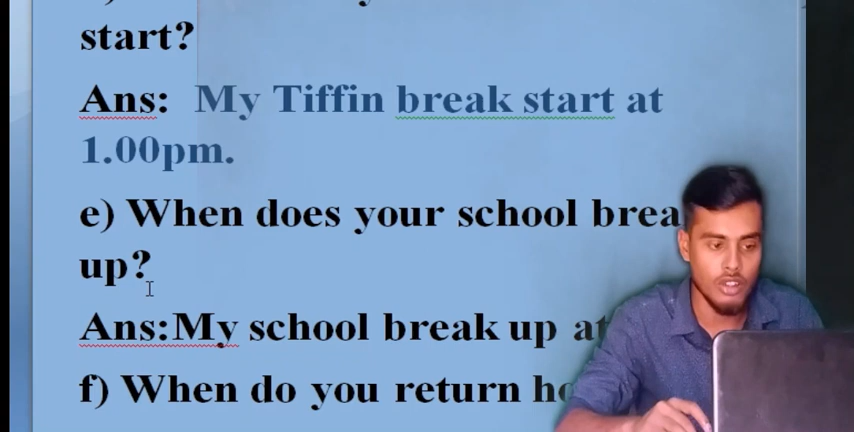 start?
Ans: My Tiffin break start at
1.00pm.
e) When does your school
up?
Ans:My school break up at
f) When do you return